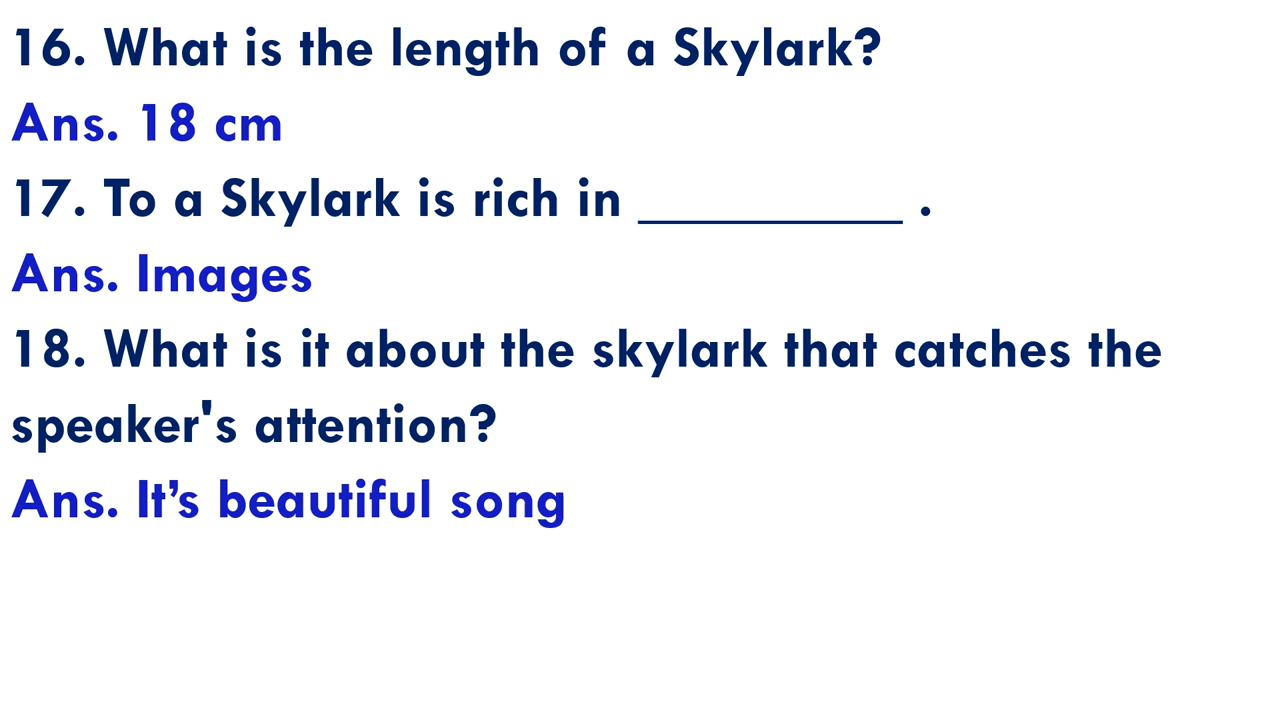 16. What is the length of a Skylark?
Ans. 18 cm
17. To a Skylark is rich in __________ .
Ans. Images
18. What is it about the skylark that catches the
speaker's attention?
Ans. It’s beautiful song